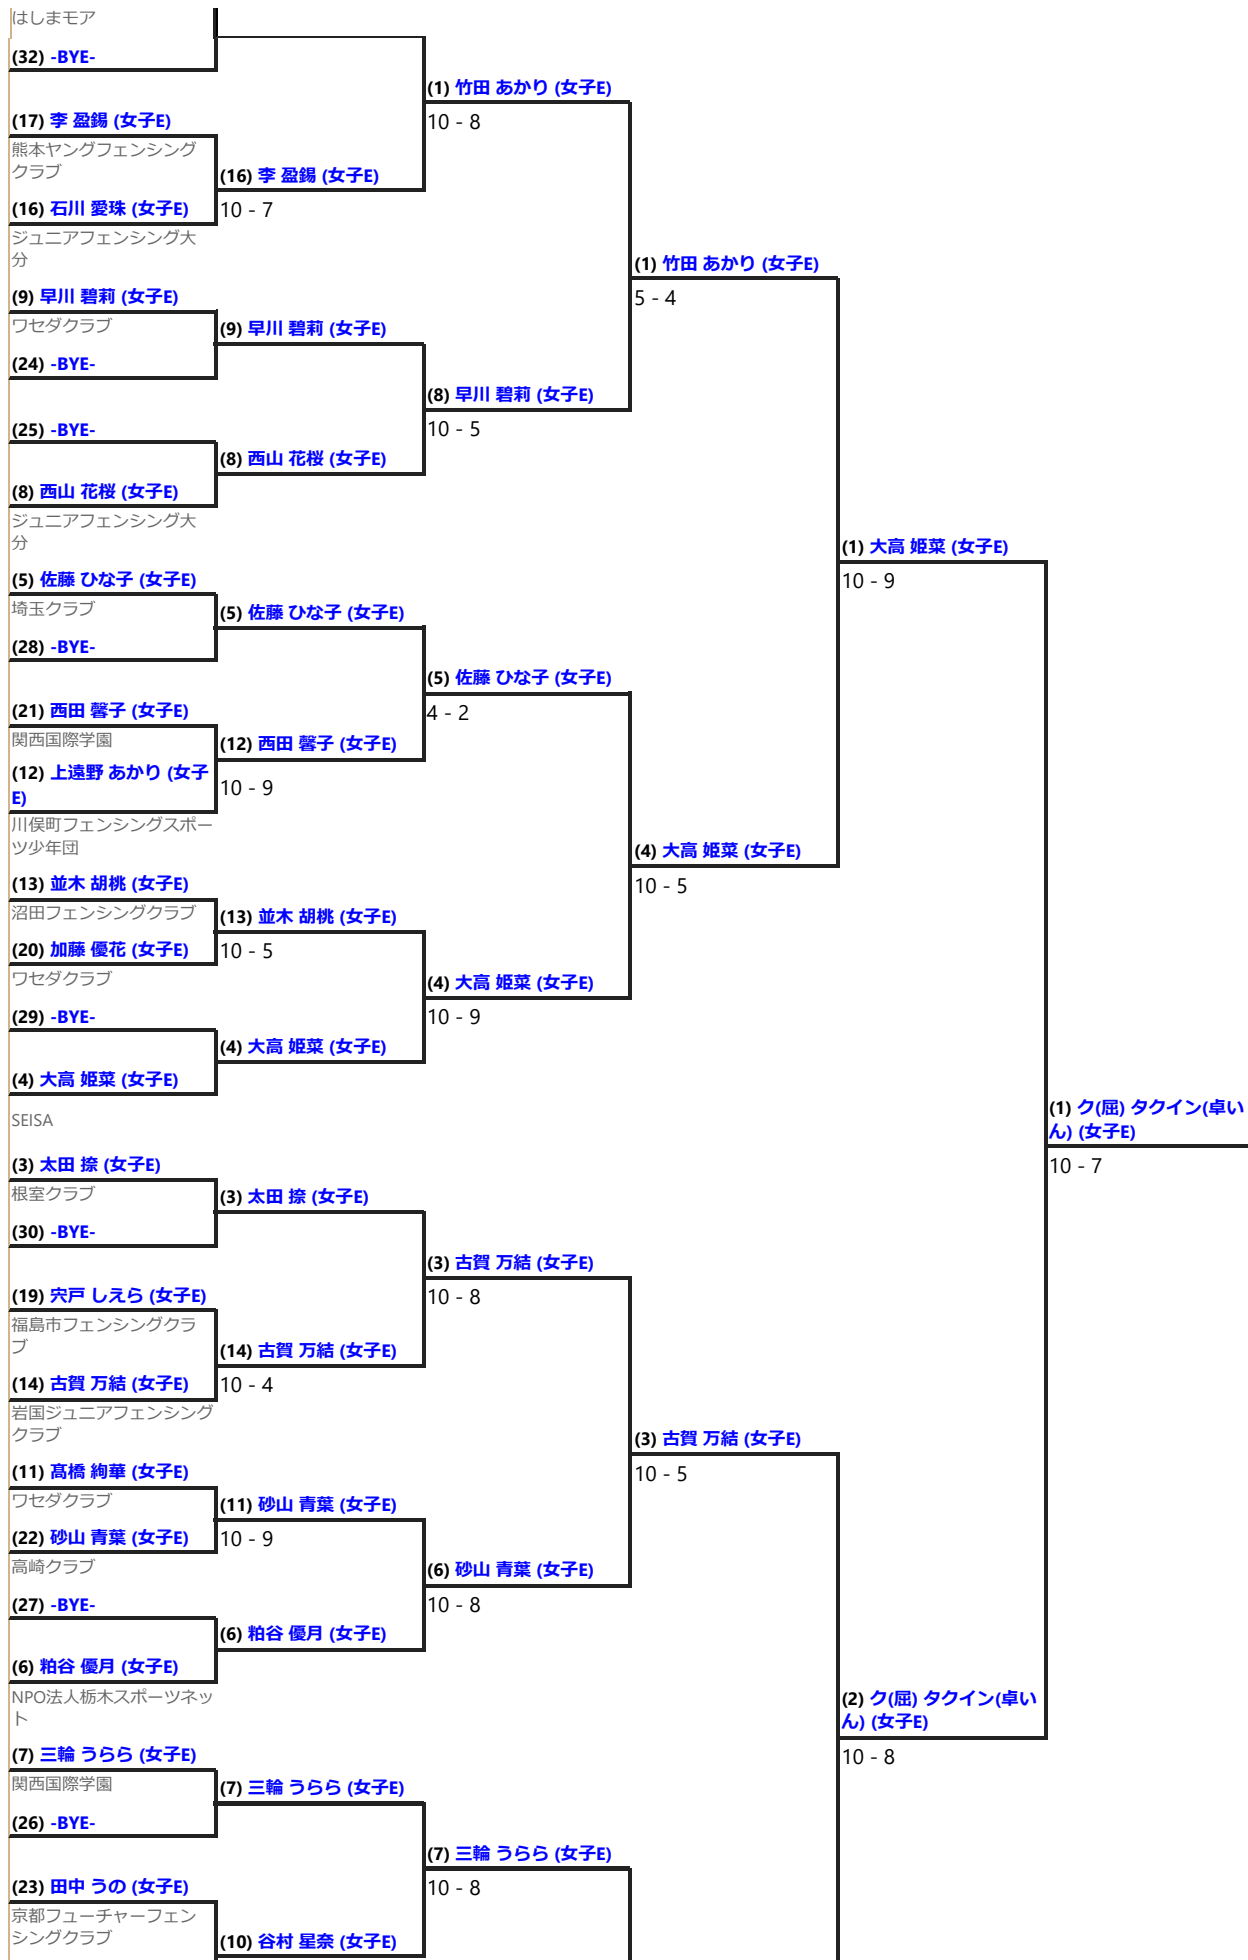 はしまモア
(32) -BYE-
(1) 竹田 あかり (女子E)
10 - 8
(17) 李 盈錫 (女子E)
熊本ヤングフェンシング
クラブ
(16) 李 盈錫 (女子E)
10 - 7
(16) 石川 愛珠 (女子E)
ジュニアフェンシング大
分
(1) 竹田 あかり (女子E)
5 - 4
(9) 早川 碧莉 (女子E)
ワセダクラブ
(9) 早川 碧莉 (女子E)
(24) -BYE-
(8) 早川 碧莉 (女子E)
10 - 5
(25) -BYE-
(8) 西山 花桜 (女子E)
(8) 西山 花桜 (女子E)
ジュニアフェンシング大
分
(1) 大高 姫菜 (女子E)
10 - 9
(5) 佐藤 ひな子 (女子E)
埼玉クラブ
(5) 佐藤 ひな子 (女子E)
(28) -BYE-
(5) 佐藤 ひな子 (女子E)
4 - 2
(21) 西田 馨子 (女子E)
関西国際学園
(12) 西田 馨子 (女子E)
10 - 9
(12) 上遠野 あかり (女子
E)
川俣町フェンシングスポー
ツ少年団
(4) 大高 姫菜 (女子E)
10 - 5
(13) 並木 胡桃 (女子E)
沼田フェンシングクラブ
(13) 並木 胡桃 (女子E)
10 - 5
(20) 加藤 優花 (女子E)
ワセダクラブ
(4) 大高 姫菜 (女子E)
10 - 9
(29) -BYE-
(4) 大高 姫菜 (女子E)
(4) 大高 姫菜 (女子E)
SEISA
(1) ク(屈) タクイン(卓い
ん) (女子E)
10 - 7
(3) 太田 捺 (女子E)
根室クラブ
(3) 太田 捺 (女子E)
(30) -BYE-
(3) 古賀 万結 (女子E)
10 - 8
(19) 宍戸 しえら (女子E)
福島市フェンシングクラ
ブ
(14) 古賀 万結 (女子E)
10 - 4
(14) 古賀 万結 (女子E)
岩国ジュニアフェンシング
クラブ
(3) 古賀 万結 (女子E)
10 - 5
(11) 髙橋 絢華 (女子E)
ワセダクラブ
(11) 砂山 青葉 (女子E)
10 - 9
(22) 砂山 青葉 (女子E)
高崎クラブ
(6) 砂山 青葉 (女子E)
10 - 8
(27) -BYE-
(6) 粕谷 優月 (女子E)
(6) 粕谷 優月 (女子E)
NPO法人栃木スポーツネッ
ト
(2) ク(屈) タクイン(卓い
ん) (女子E)
10 - 8
(7) 三輪 うらら (女子E)
関西国際学園
(7) 三輪 うらら (女子E)
(26) -BYE-
(7) 三輪 うらら (女子E)
10 - 8
(23) 田中 うの (女子E)
京都フューチャーフェン
シングクラブ
(10) 谷村 星奈 (女子E)